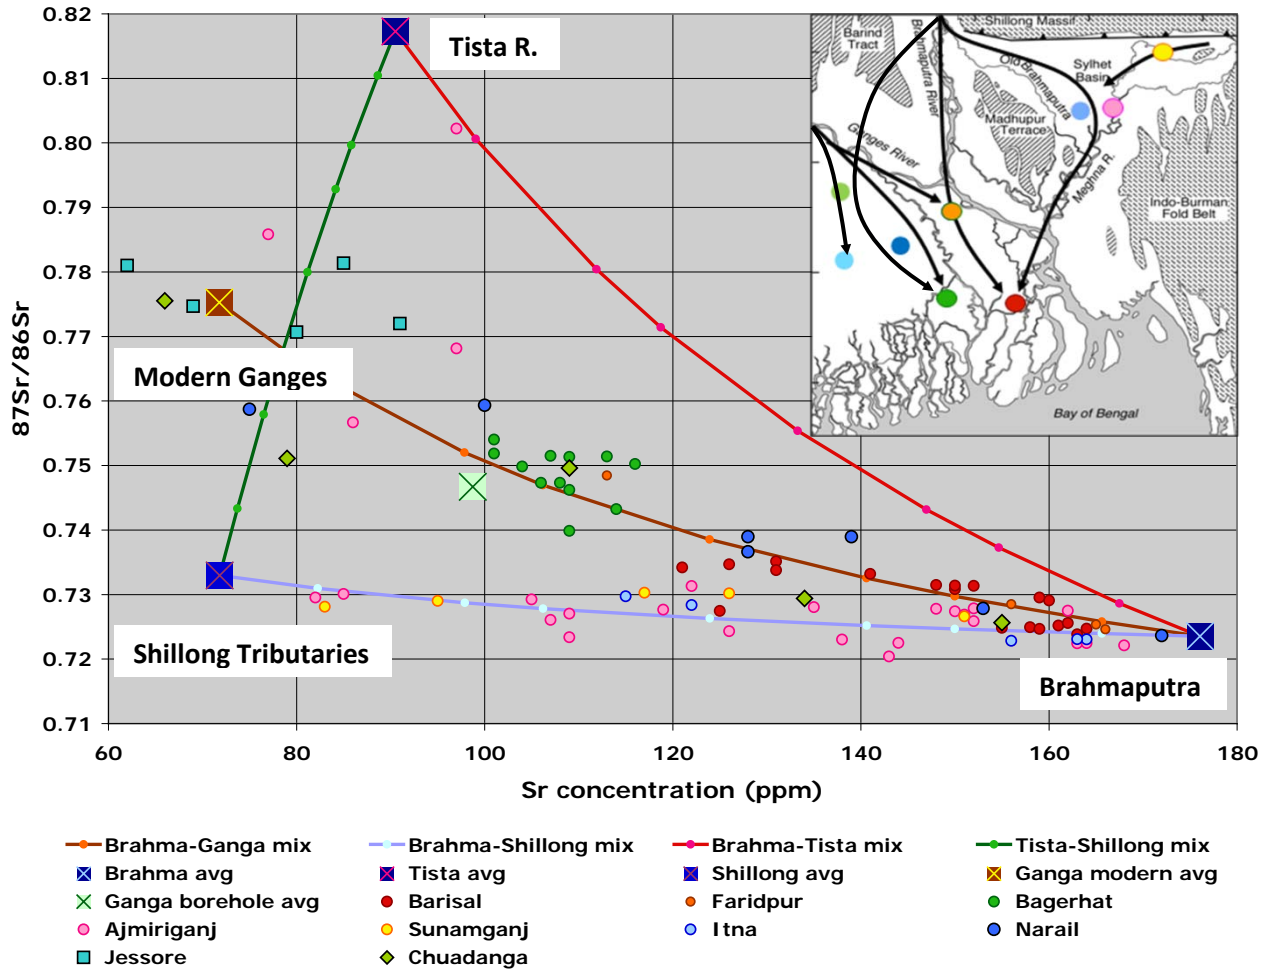 0.82
0.81
0.80
0.79
0.78
0.77
0.76
0.75
0.74
0.73
0.72
0.71
87Sr/86Sr
60
80
100
120
140
160
180
Sr concentration (ppm)
Tista R.
Modern Ganges
Shillong Tributaries
Brahmaputra
Shillong Massif
Barind
Tract
Brahmaputra River
Old Brahmaputra
Sylhet
Basin
Madhupur
Terrace
Ganges River
Meghna R.
Indo-Burman
Fold Belt
Bay of Bengal
Brahma-Ganga mix
Brahma-Shillong mix
Brahma-Tista mix
Tista-Shillong mix
Brahma avg
Tista avg
Shillong avg
Ganga modern avg
Ganga borehole avg
Barisal
Faridpur
Bagerhat
Ajmiriganj
Sunamganj
Itna
Narail
Jessore
Chuadanga